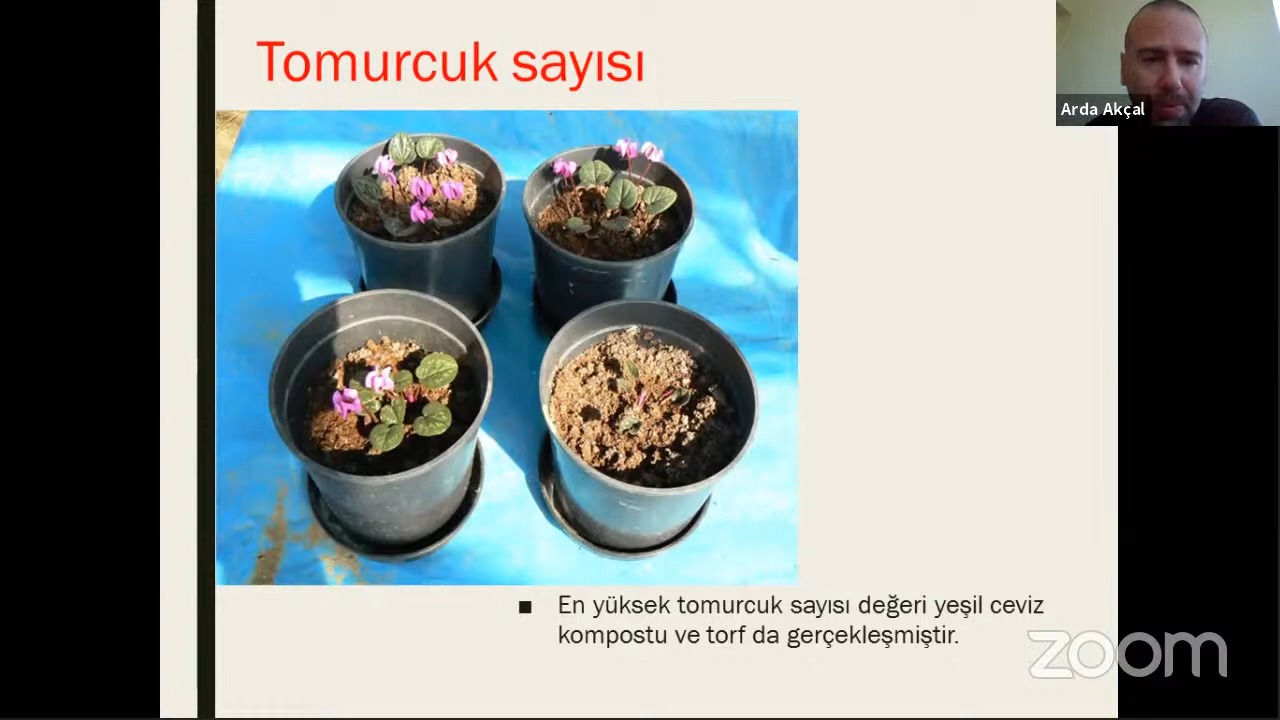 Tomurcuk sayısı
Arda Akçal
■ En yüksek tomurcuk sayısı değeri yeşil ceviz
kompostu ve torf da gerçekleşmiştir.
zoom